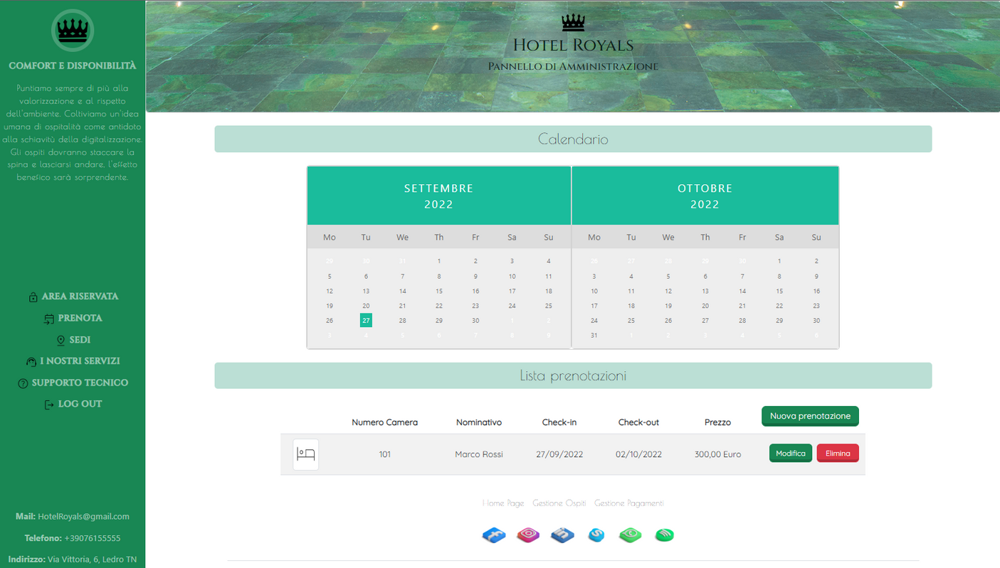 COMFORT E DISPONIBILITÀ
Puntiamo sempre di più alla
valorizzazione e al rispetto
dell'ambiente. Coltiviamo un'idea
umana di ospitalità come antidoto
alla schiavitù della digitalizzazione.
Gli ospiti dovranno staccare la
spina e lasciarsi andare, l'effetto
benefico sarà sorprendente.
AREA RISERVATA
PRENOTA
SEDI
I NOSTRI SERVIZI
SUPPORTO TECNICO
LOG OUT
Mail: HotelRoyals@gmail.com
Telefono: +39076155555
Indirizzo: Via Vittoria, 6, Ledro TN
Hotel Royals
Pannello di Amministrazione
Calendario
SETTEMBRE
2022
Mo Tu We Th Fr Sa Su
29 30 31 1 2 3 4
5 6 7 8 9 10 11
12 13 14 15 16 17 18
19 20 21 22 23 24 25
26 27 28 29 30 1 2
3 4 5 6 7 8 9
OTTOBRE
2022
Mo Tu We Th Fr Sa Su
26 27 28 29 30 1 2
3 4 5 6 7 8 9
10 11 12 13 14 15 16
17 18 19 20 21 22 23
24 25 26 27 28 29 30
31 1 2 3 4 5 6
Lista prenotazioni
Numero Camera Nominativo Check-in Check-out Prezzo Nuova prenotazione
101 Marco Rossi 27/09/2022 02/10/2022 300,00 Euro Modifica Elimina
Home Page Gestione Ospiti Gestione Pagamenti